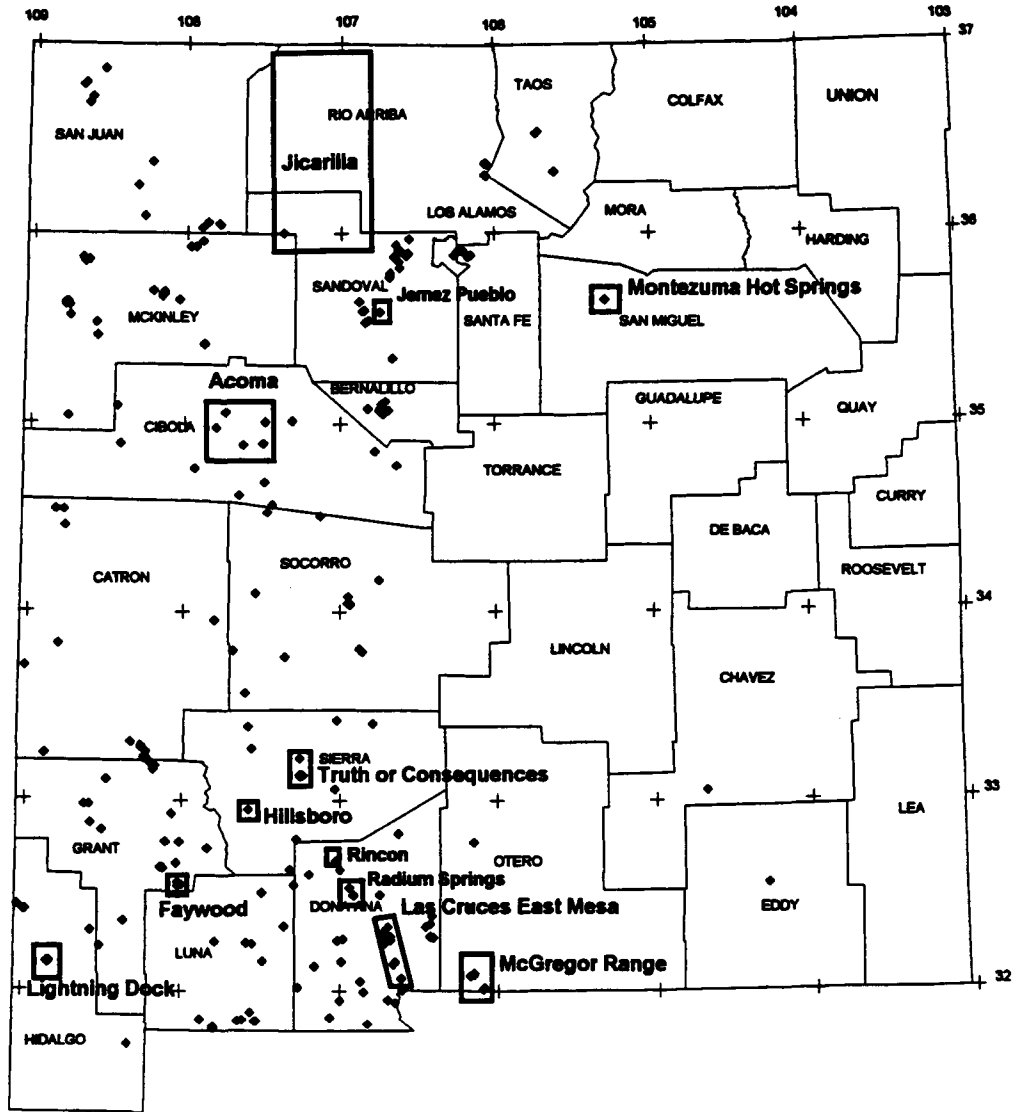 109 108 107 106 105 104 103
37
TAOS
COLFAX
UNION
RIO ARRIBA
SAN JUAN
Jicarilla
LOS ALAMOS
MORA
36
HARDING
SANDOVAL
Jemez Pueblo
Montezuma Hot Springs
MCKINLEY
SANTA FE
SAN MIGUEL
Acoma
BERNALILLO
GUADALUPE
QUAY
35
CIBOLA
TORRANCE
CURRY
DE BACA
SOCORRO
ROOSEVELT
CATRON
34
LINCOLN
CHAVEZ
SIERRA
Truth or Consequences
33
Hillsboro
LEA
GRANT
Rincon
OTERO
Radium Springs
EDDY
Faywood
DONA ANA
Las Cruces East Mesa
LUNA
McGregor Range
Lightning Dock
32
HIDALGO